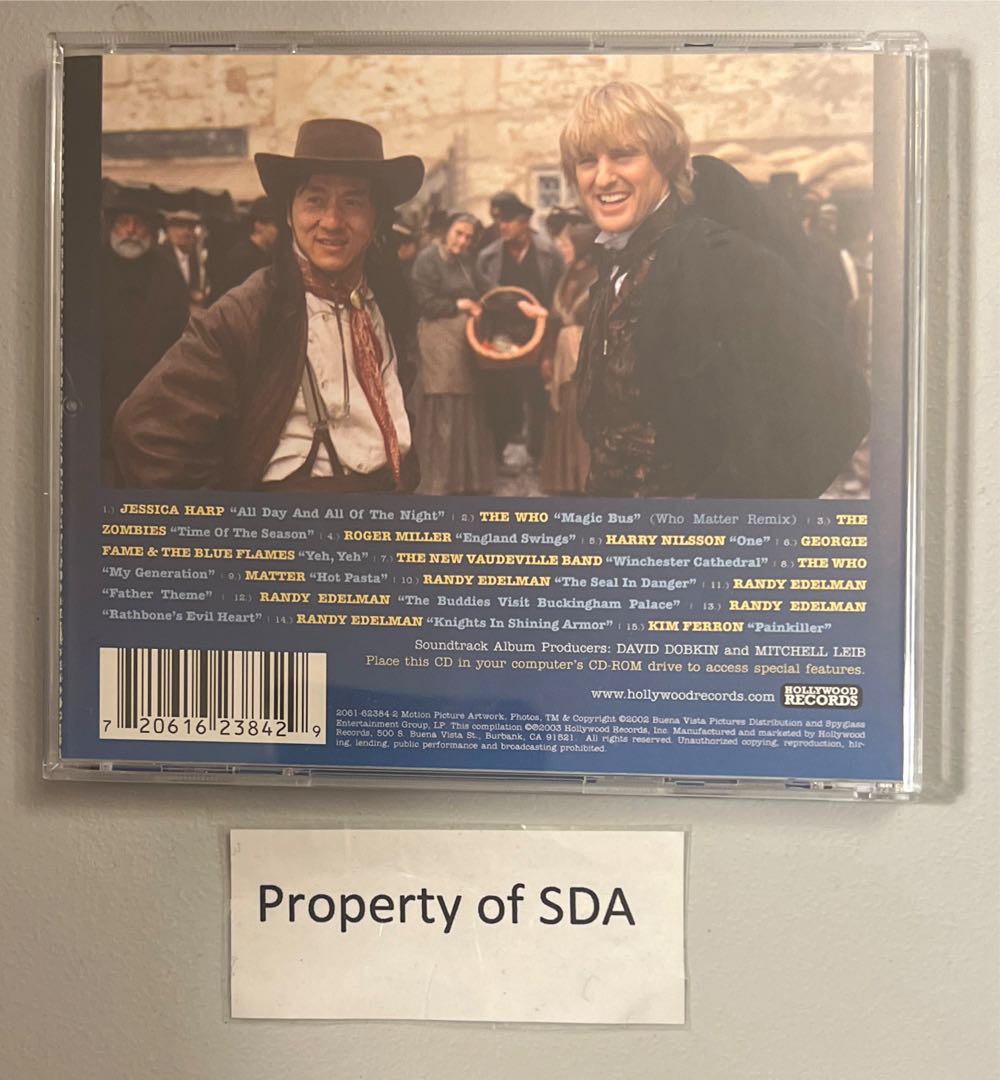 1.) JESSICA HARP “All Day And All Of The Night” | 2.) THE WHO “Magic Bus” (Who Matter Remix) | 3.) THE
ZOMBIES “Time Of The Season” | 4.) ROGER MILLER “England Swings” | 5.) HARRY NILSSON “One” | 6.) GEORGIE
FAME & THE BLUE FLAMES “Yeh, Yeh” | 7.) THE NEW VAUDEVILLE BAND “Winchester Cathedral” | 8.) THE WHO
“My Generation” | 9.) MATTER “Hot Pasta” | 10.) RANDY EDELMAN “The Seal In Danger” | 11.) RANDY EDELMAN
“Father Theme” | 12.) RANDY EDELMAN “The Buddies Visit Buckingham Palace” | 13.) RANDY EDELMAN
“Rathbone's Evil Heart” | 14.) RANDY EDELMAN “Knights In Shining Armor” | 15.) KIM FERRON “Painkiller”
Soundtrack Album Producers: DAVID DOBKIN and MITCHELL LEIB
Place this CD in your computer's CD-ROM drive to access special features.
www.hollywoodrecords.com HOLLYWOOD
RECORDS
7 20616 23842 9
2061-62384-2 Motion Picture Artwork, Photos, TM & Copyright ©2002 Buena Vista Pictures Distribution and Spyglass
Entertainment Group, LP. This compilation ©℗2003 Hollywood Records, Inc. Manufactured and marketed by Hollywood
Records, 500 S. Buena Vista St., Burbank, CA 91521. All rights reserved. Unauthorized copying, reproduction, hir-
ing, lending, public performance and broadcasting prohibited.
Property of SDA